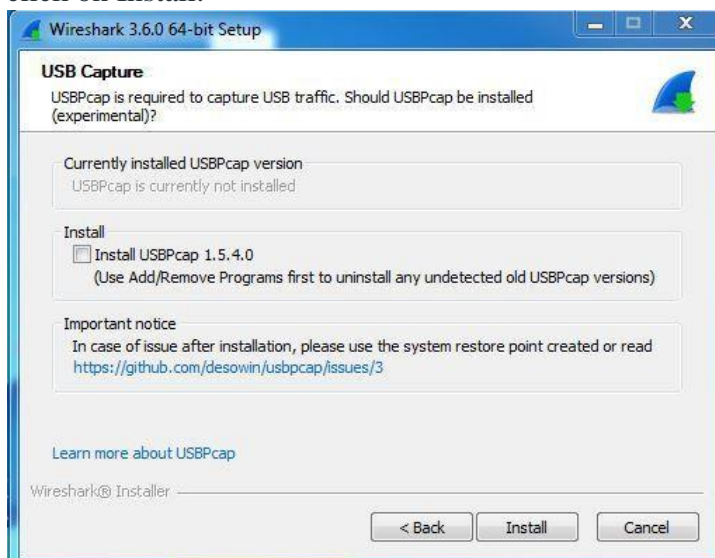 click on Install.
Wireshark 3.6.0 64-bit Setup
USB Capture
USBPcap is required to capture USB traffic. Should USBPcap be installed
(experimental)?
Currently installed USBPcap version
USBPcap is currently not installed
Install
Install USBPcap 1.5.4.0
(Use Add/Remove Programs first to uninstall any undetected old USBPcap versions)
Important notice
In case of issue after installation, please use the system restore point created or read
https://github.com/desowin/usbpcap/issues/3
Learn more about USBPcap
Wireshark® Installer
< Back Install Cancel